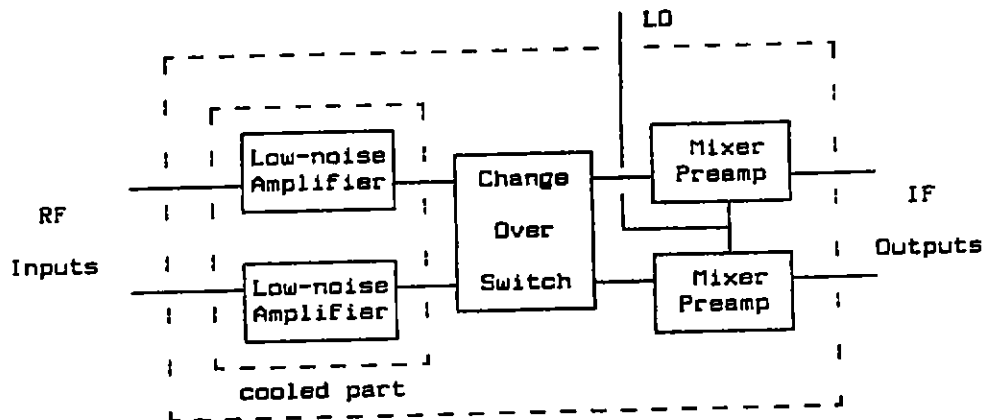 LO
Low-noise
Amplifier
Change
Over
Switch
Mixer
Preamp
RF
Inputs
IF
Outputs
Low-noise
Amplifier
Mixer
Preamp
cooled part